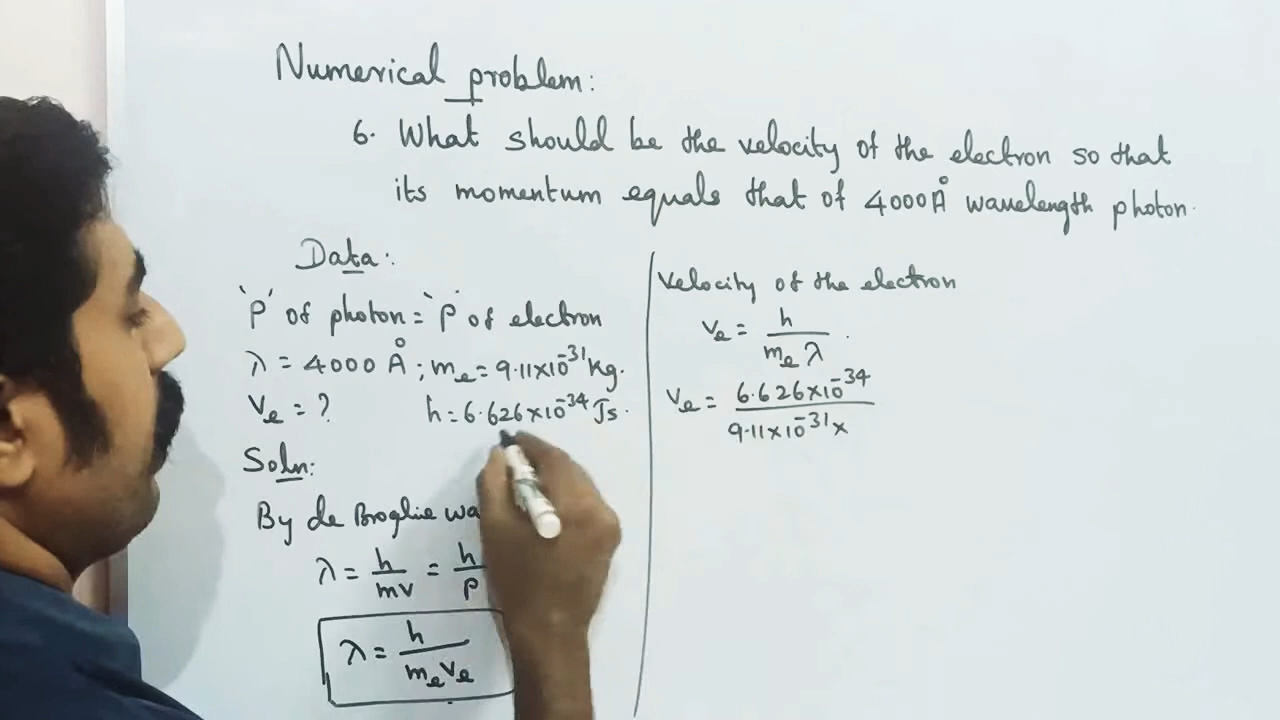 Numerical problem:
6. What should be the velocity of the electron so that
its momentum equals that of 4000Å wavelength photon.
Data:
'P' of photon = 'P' of electron
λ = 4000 Å ; mₑ = 9.11×10⁻³¹ Kg.
vₑ = ? h = 6.626×10⁻³⁴ Js.
Soln:
By de Broglie
λ = h/mv = h/p
λ = h/mₑvₑ
Velocity of the electron
vₑ = h/mₑλ.
vₑ = 6.626×10⁻³⁴/9.11×10⁻³¹×